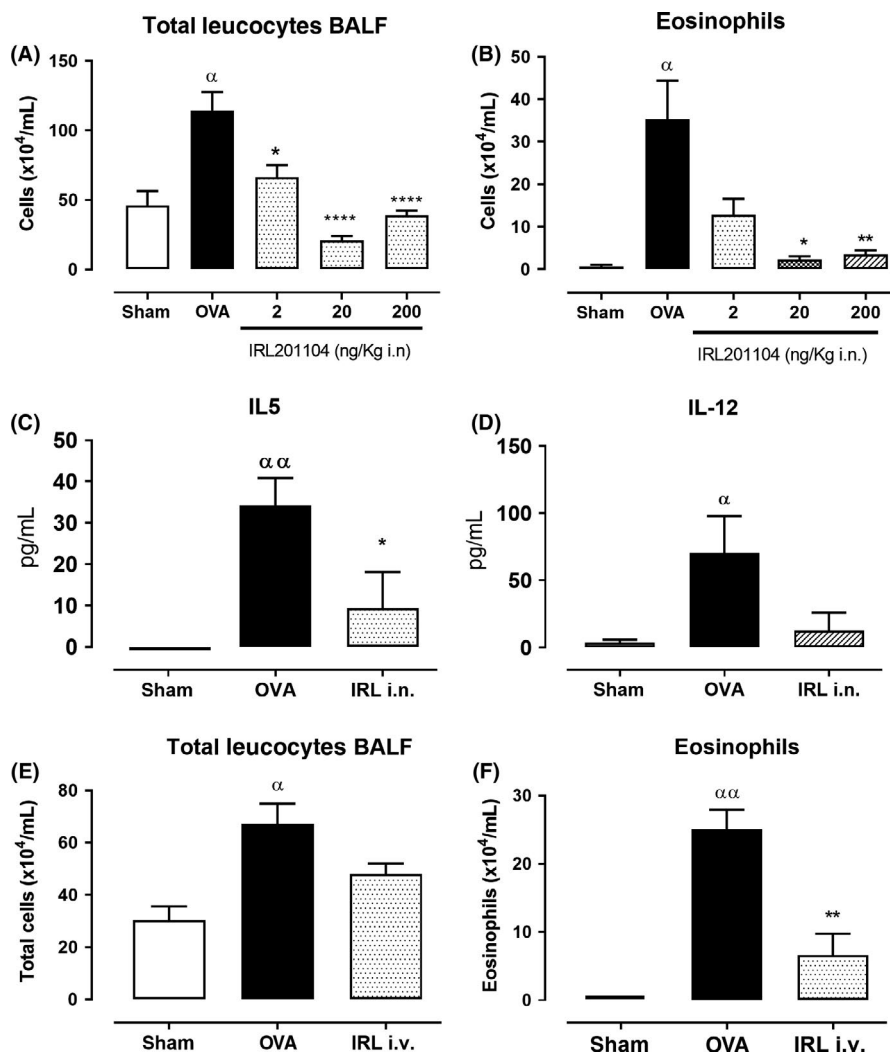 (A)
Total leucocytes BALF
Cells (x10⁴/mL)
150
100
50
0
α
*
****
****
Sham OVA 2 20 200
IRL201104 (ng/Kg i.n)
(B)
Eosinophils
Cells (x10⁴/mL)
50
40
30
20
10
0
α
*
**
Sham OVA 2 20 200
IRL201104 (ng/Kg i.n.)
(C)
IL5
pg/mL
50
40
30
20
10
0
αα
*
Sham OVA IRL i.n.
(D)
IL-12
pg/mL
150
100
50
0
α
Sham OVA IRL i.n.
(E)
Total leucocytes BALF
Total cells (x10⁴/mL)
80
60
40
20
0
α
Sham OVA IRL i.v.
(F)
Eosinophils
Eosinophils (x10⁴/mL)
30
20
10
0
αα
**
Sham OVA IRL i.v.